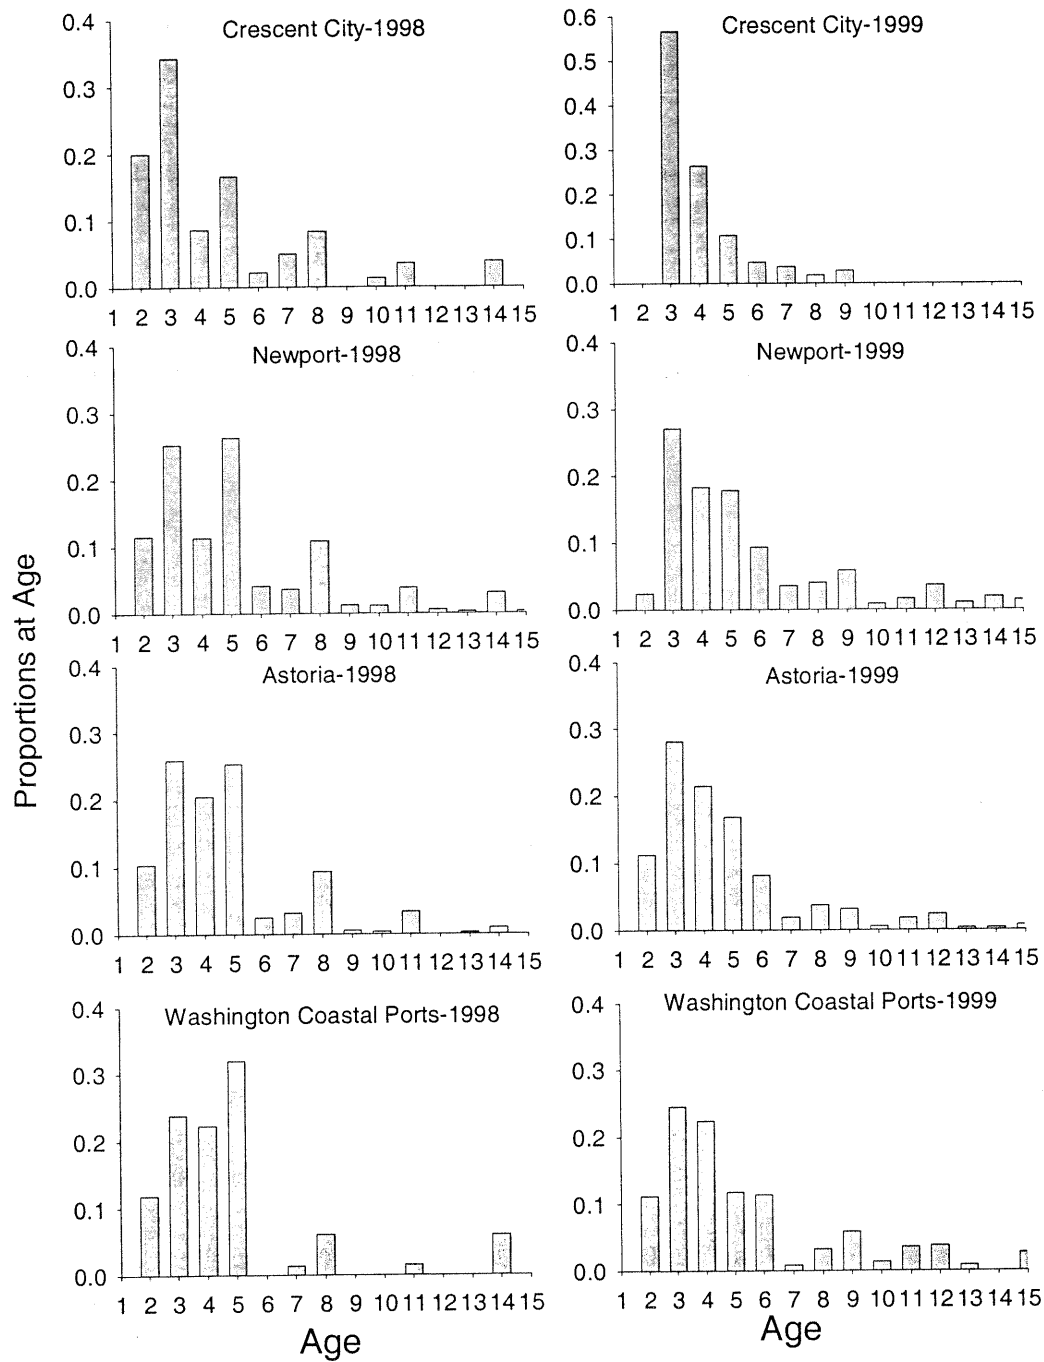 Crescent City-1998
0.4
0.3
0.2
0.1
0.0
1 2 3 4 5 6 7 8 9 10 11 12 13 14 15
Crescent City-1999
0.6
0.5
0.4
0.3
0.2
0.1
0.0
1 2 3 4 5 6 7 8 9 10 11 12 13 14 15
Newport-1998
0.4
0.3
0.2
0.1
0.0
1 2 3 4 5 6 7 8 9 10 11 12 13 14 15
Newport-1999
0.4
0.3
0.2
0.1
0.0
1 2 3 4 5 6 7 8 9 10 11 12 13 14 15
Proportions at Age
Astoria-1998
0.4
0.3
0.2
0.1
0.0
1 2 3 4 5 6 7 8 9 10 11 12 13 14 15
Astoria-1999
0.4
0.3
0.2
0.1
0.0
1 2 3 4 5 6 7 8 9 10 11 12 13 14 15
Washington Coastal Ports-1998
0.4
0.3
0.2
0.1
0.0
1 2 3 4 5 6 7 8 9 10 11 12 13 14 15
Age
Washington Coastal Ports-1999
0.4
0.3
0.2
0.1
0.0
1 2 3 4 5 6 7 8 9 10 11 12 13 14 15
Age